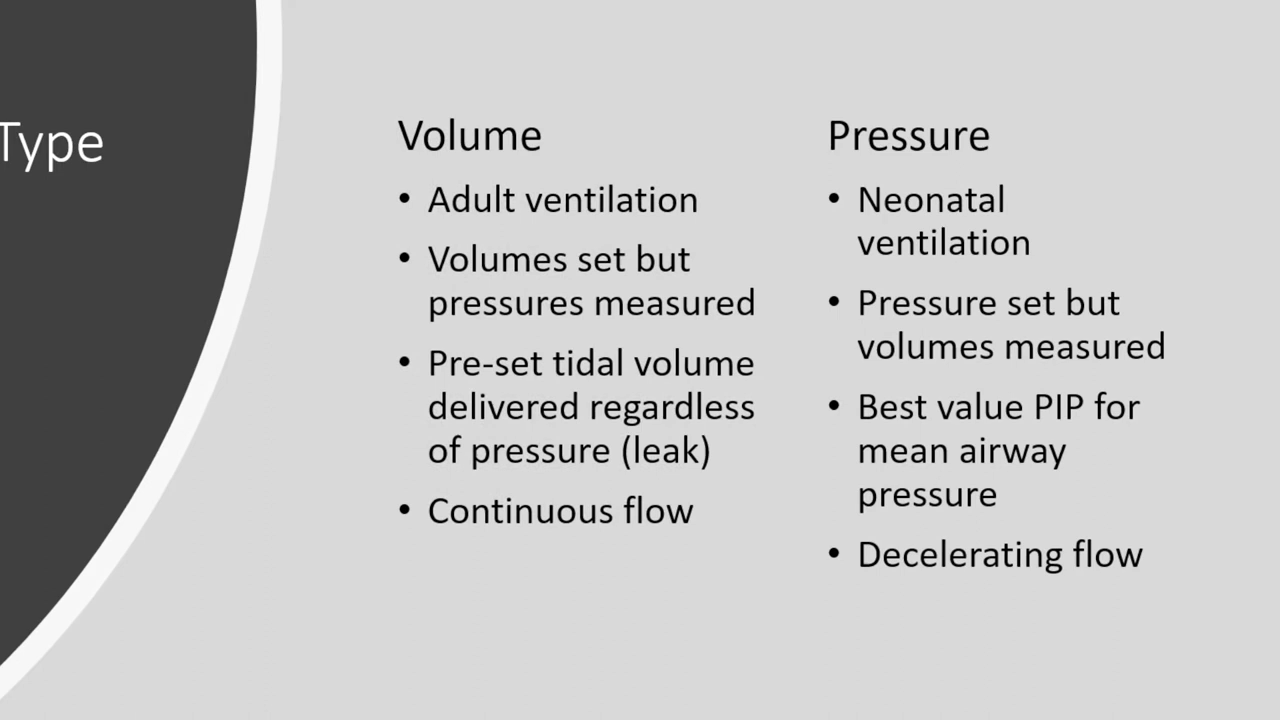 Type
Volume
• Adult ventilation
• Volumes set but
pressures measured
• Pre-set tidal volume
delivered regardless
of pressure (leak)
• Continuous flow
Pressure
• Neonatal
ventilation
• Pressure set but
volumes measured
• Best value PIP for
mean airway
pressure
• Decelerating flow